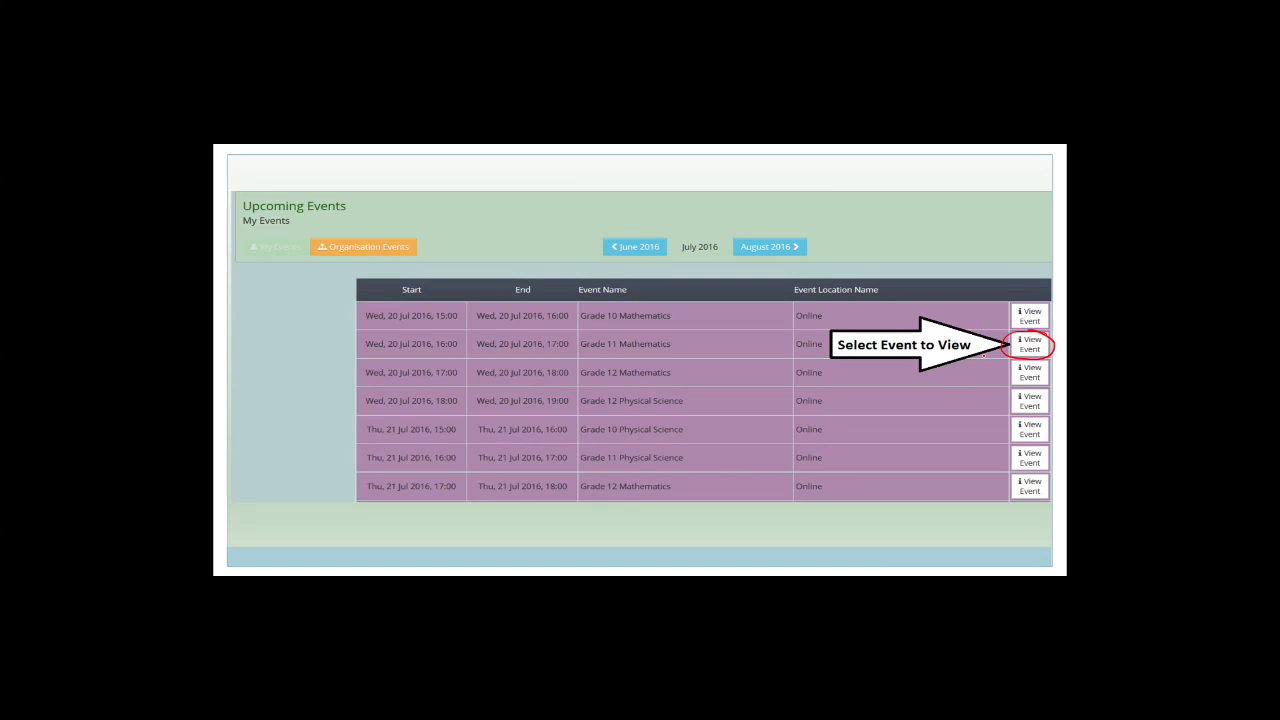 Upcoming Events
My Events
My Events Organisation Events June 2016 July 2016 August 2016
Start End Event Name Event Location Name
Wed, 20 Jul 2016, 15:00 Wed, 20 Jul 2016, 16:00 Grade 10 Mathematics Online View Event
Wed, 20 Jul 2016, 16:00 Wed, 20 Jul 2016, 17:00 Grade 11 Mathematics Online Select Event to View View Event
Wed, 20 Jul 2016, 17:00 Wed, 20 Jul 2016, 18:00 Grade 12 Mathematics Online View Event
Wed, 20 Jul 2016, 18:00 Wed, 20 Jul 2016, 19:00 Grade 12 Physical Science Online View Event
Thu, 21 Jul 2016, 15:00 Thu, 21 Jul 2016, 16:00 Grade 10 Physical Science Online View Event
Thu, 21 Jul 2016, 16:00 Thu, 21 Jul 2016, 17:00 Grade 11 Physical Science Online View Event
Thu, 21 Jul 2016, 17:00 Thu, 21 Jul 2016, 18:00 Grade 12 Mathematics Online View Event